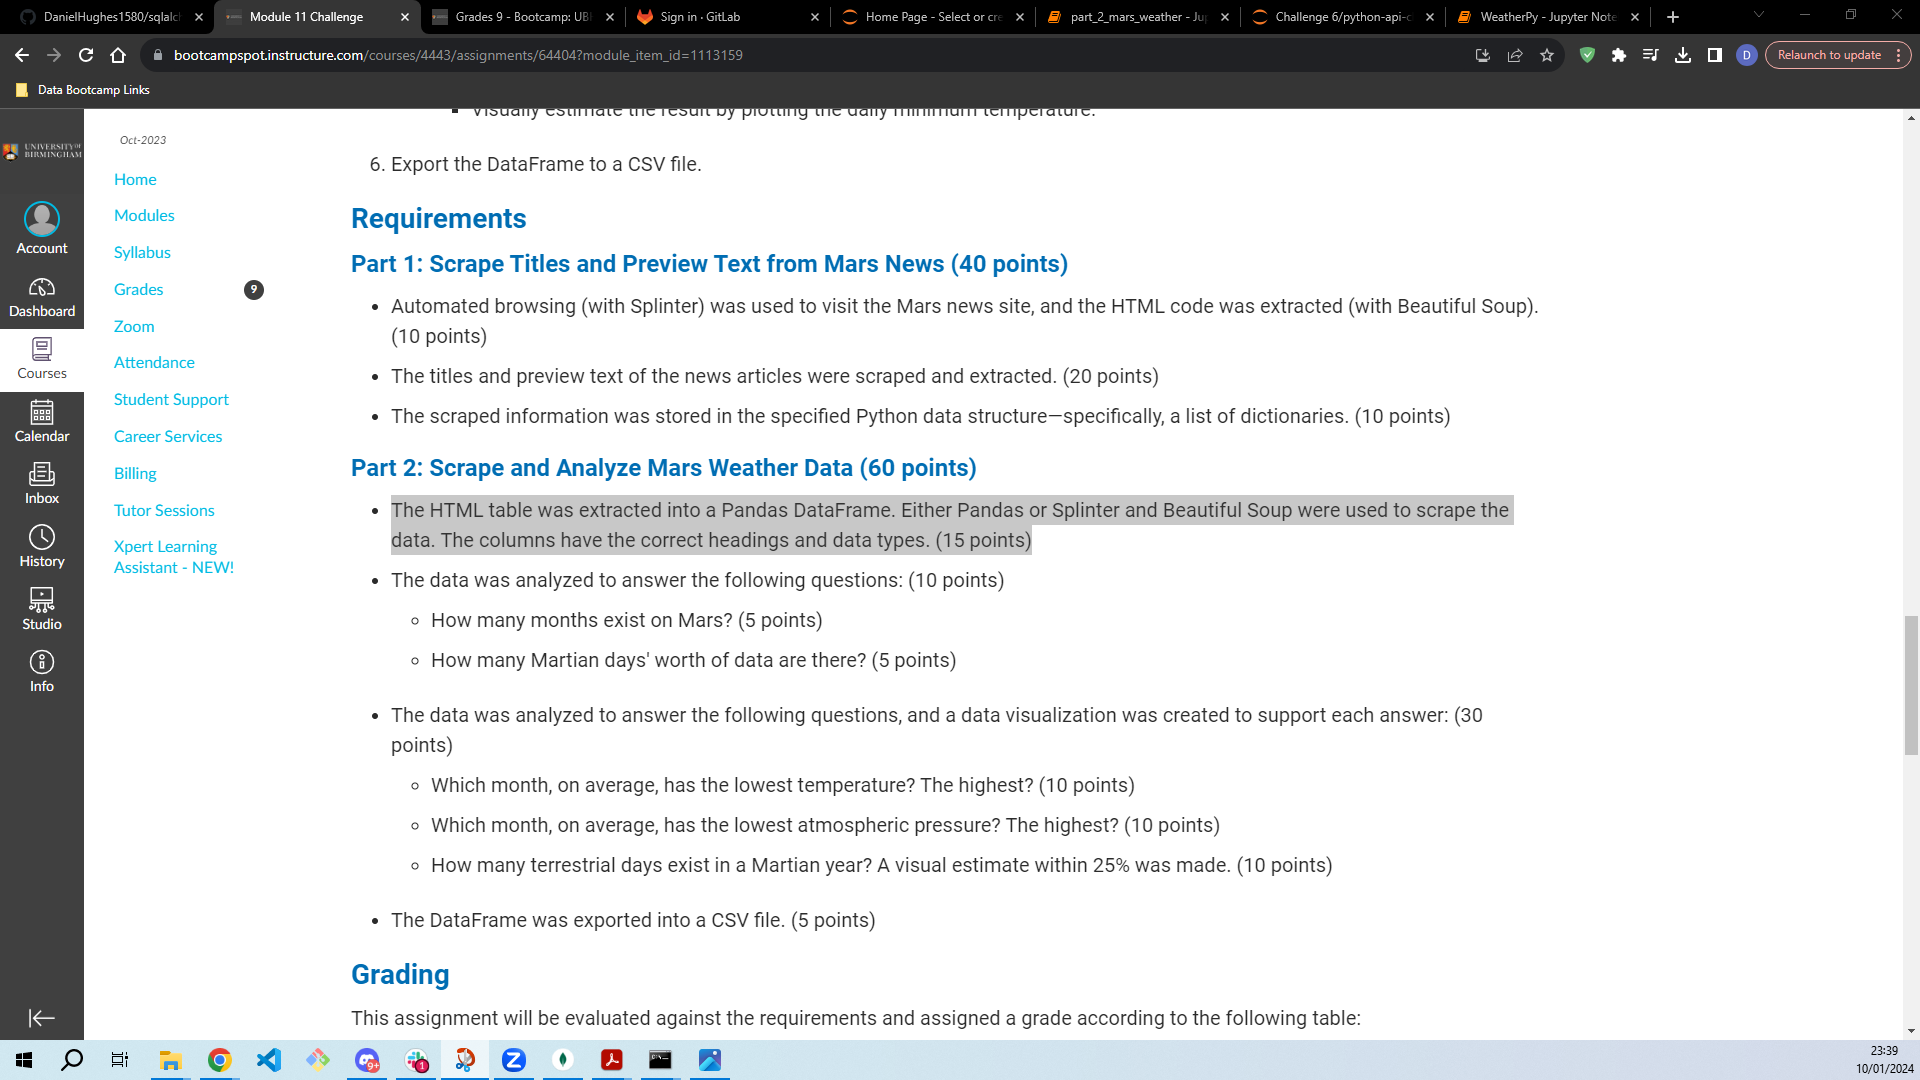 DanielHughes1580/sqlalch
Module 11 Challenge
Grades 9 - Bootcamp: UBI
Sign in · GitLab
Home Page - Select or cre
part_2_mars_weather - Ju
Challenge 6/python-api-c
WeatherPy - Jupyter Note
bootcampspot.instructure.com/courses/4443/assignments/64404?module_item_id=1113159
D
Relaunch to update
Data Bootcamp Links
UNIVERSITY OF
BIRMINGHAM
Account
Dashboard
Courses
Calendar
Inbox
History
Studio
Info
Oct-2023
Home
Modules
Syllabus
Grades
9
Zoom
Attendance
Student Support
Career Services
Billing
Tutor Sessions
Xpert Learning
Assistant - NEW!
Visually estimate the result by plotting the daily minimum temperature.
6. Export the DataFrame to a CSV file.
Requirements
Part 1: Scrape Titles and Preview Text from Mars News (40 points)
Automated browsing (with Splinter) was used to visit the Mars news site, and the HTML code was extracted (with Beautiful Soup).
(10 points)
The titles and preview text of the news articles were scraped and extracted. (20 points)
The scraped information was stored in the specified Python data structure—specifically, a list of dictionaries. (10 points)
Part 2: Scrape and Analyze Mars Weather Data (60 points)
The HTML table was extracted into a Pandas DataFrame. Either Pandas or Splinter and Beautiful Soup were used to scrape the
data. The columns have the correct headings and data types. (15 points)
The data was analyzed to answer the following questions: (10 points)
How many months exist on Mars? (5 points)
How many Martian days' worth of data are there? (5 points)
The data was analyzed to answer the following questions, and a data visualization was created to support each answer: (30
points)
Which month, on average, has the lowest temperature? The highest? (10 points)
Which month, on average, has the lowest atmospheric pressure? The highest? (10 points)
How many terrestrial days exist in a Martian year? A visual estimate within 25% was made. (10 points)
The DataFrame was exported into a CSV file. (5 points)
Grading
This assignment will be evaluated against the requirements and assigned a grade according to the following table:
9+
1
23:39
10/01/2024